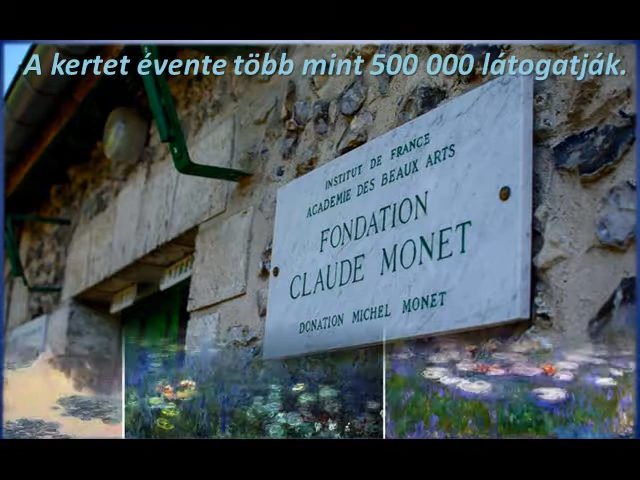 A kertet évente több mint 500 000 látogatják.
INSTITUT DE FRANCE
ACADEMIE DES BEAUX ARTS
FONDATION
CLAUDE MONET
DONATION MICHEL MONET